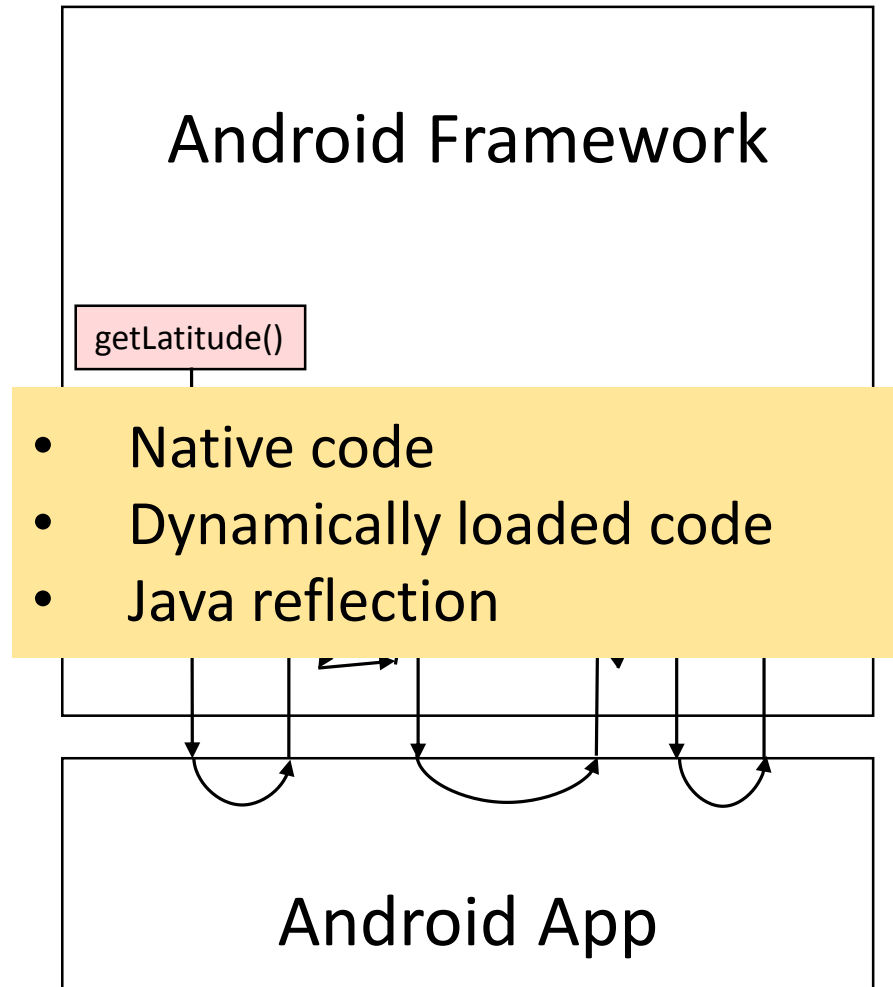 Android Framework
getLatitude()
• Native code
• Dynamically loaded code
• Java reflection
Android App